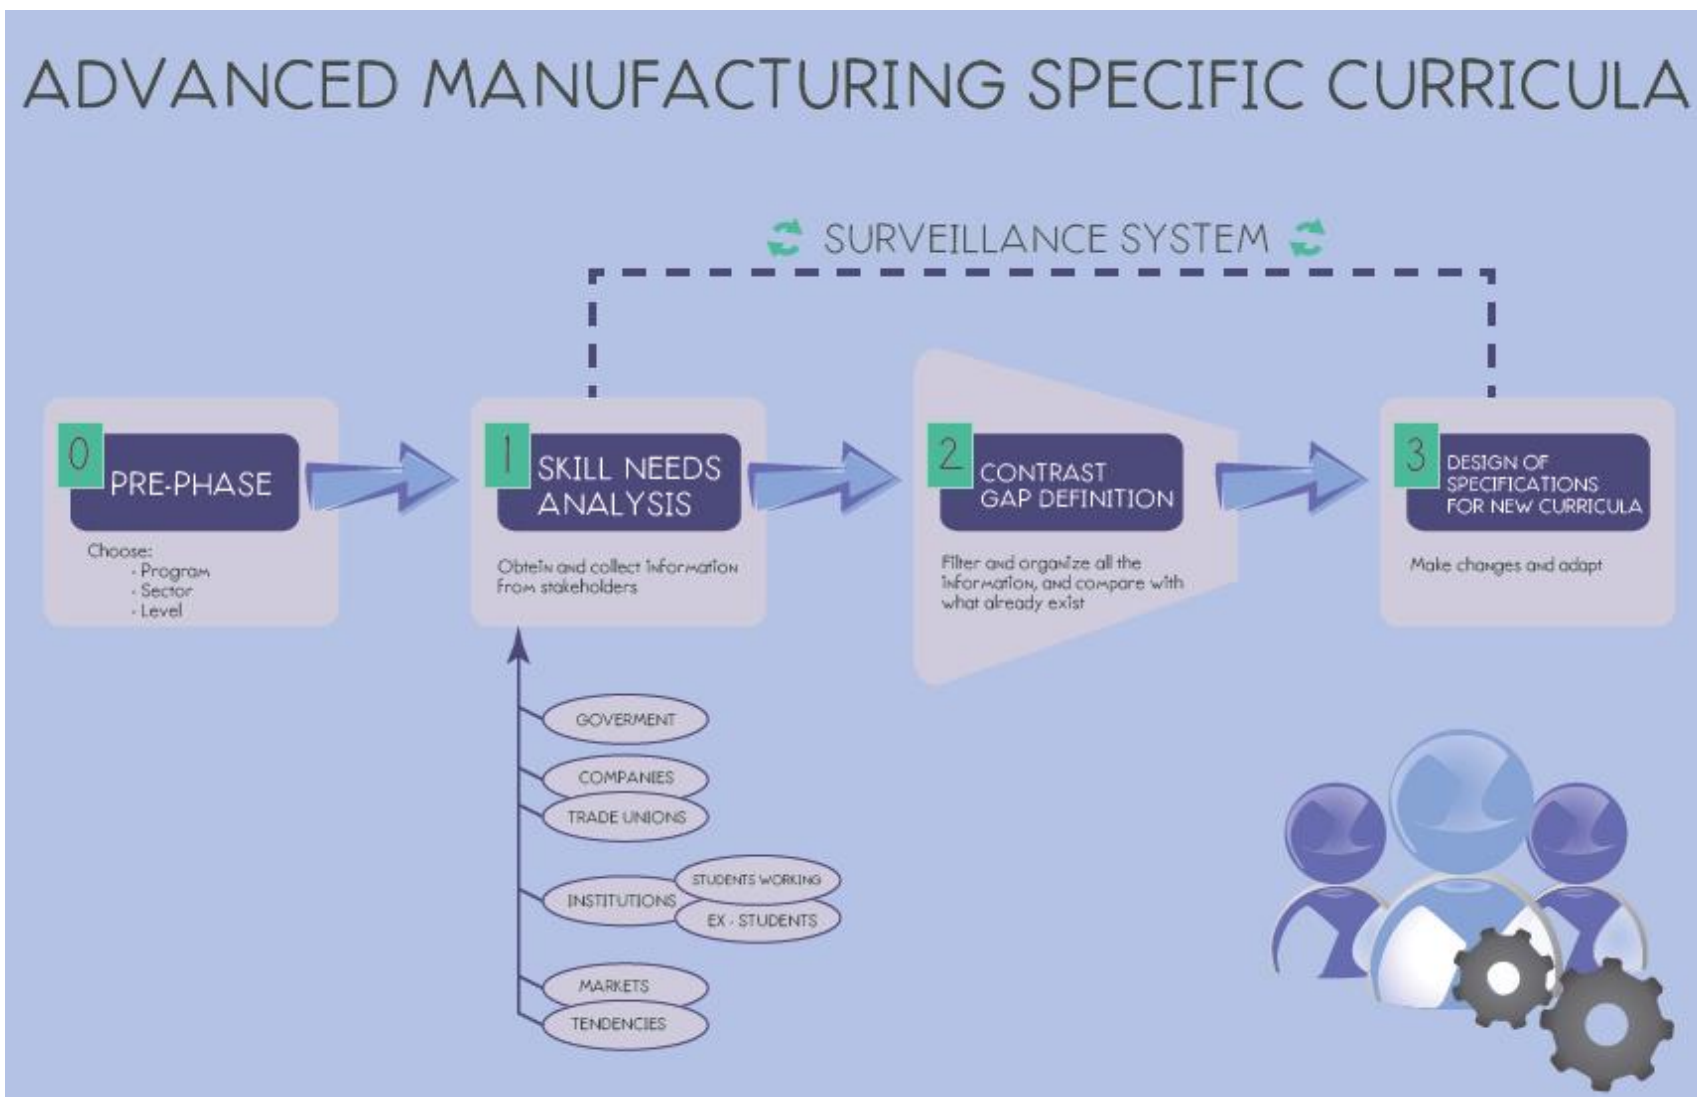 ADVANCED MANUFACTURING SPECIFIC CURRICULA
SURVEILLANCE SYSTEM
0
PRE-PHASE
Choose:
- Program
- Sector
- Level
1
SKILL NEEDS
ANALYSIS
Obtein and collect information
from stakeholders
2
CONTRAST
GAP DEFINITION
Filter and organize all the
information, and compare with
what already exist
3
DESIGN OF
SPECIFICATIONS
FOR NEW CURRICULA
Make changes and adapt
GOVERMENT
COMPANIES
TRADE UNIONS
INSTITUTIONS
STUDENTS WORKING
EX - STUDENTS
MARKETS
TENDENCIES